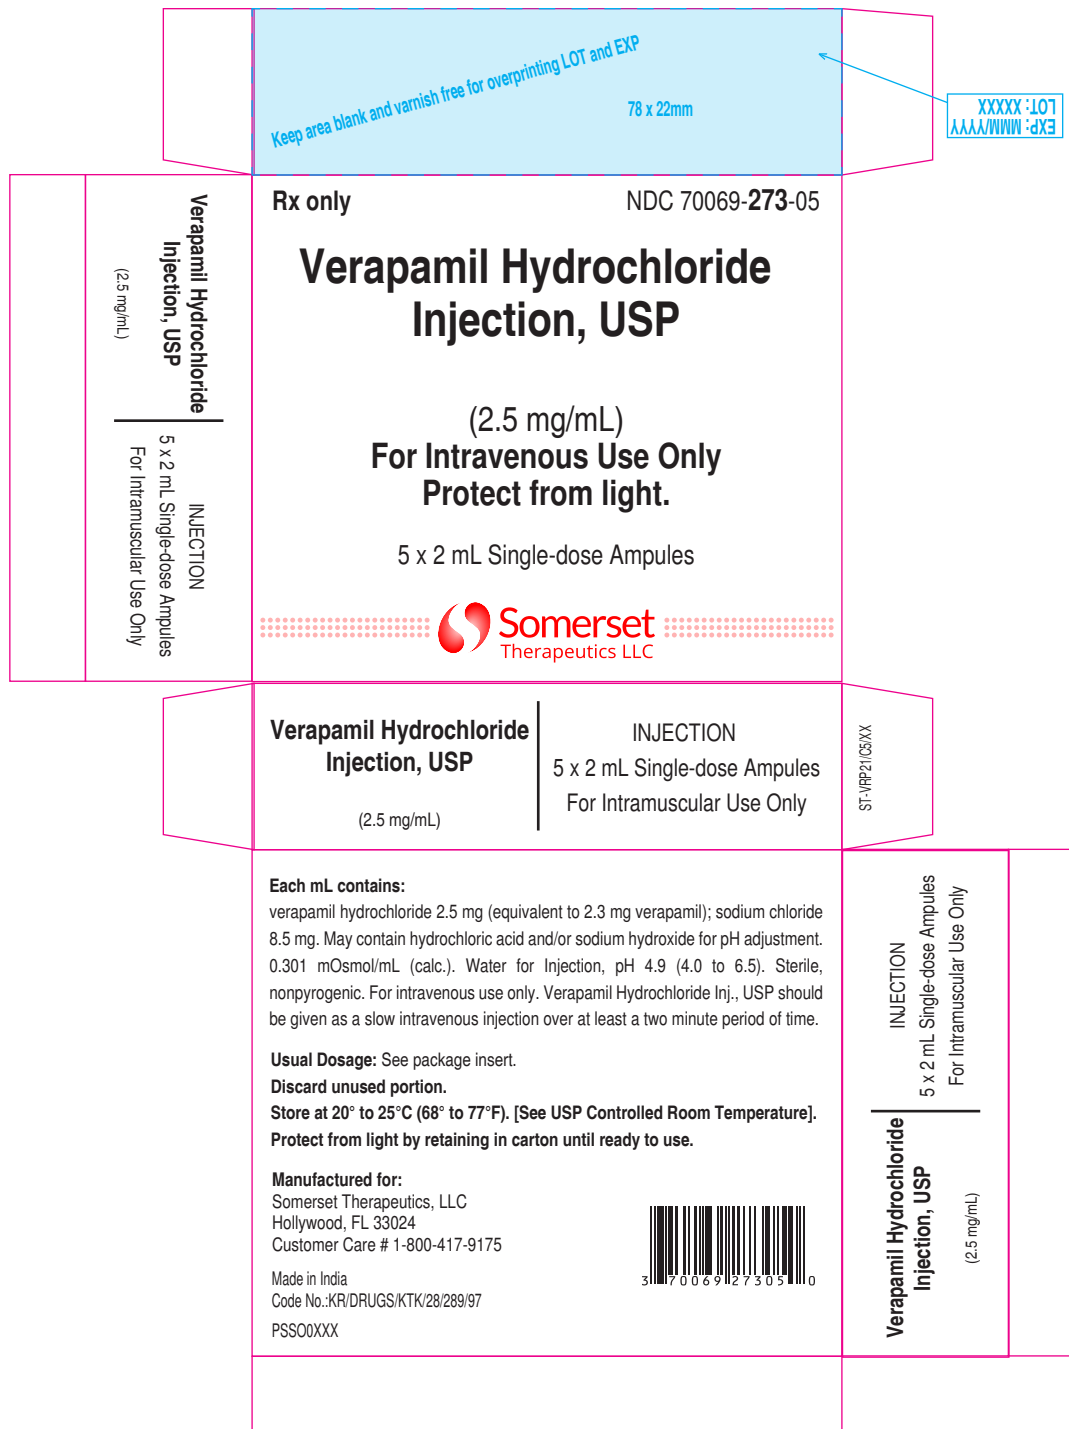 Keep area blank and varnish free for overprinting LOT and EXP
78 x 22mm
EXP: MMM/YYYY
LOT: XXXXX
Rx only
NDC 70069-273-05
Verapamil Hydrochloride
Injection, USP
(2.5 mg/mL)
For Intravenous Use Only
Protect from light.
5 x 2 mL Single-dose Ampules
Somerset
Therapeutics LLC
Verapamil Hydrochloride
Injection, USP
(2.5 mg/mL)
INJECTION
5 x 2 mL Single-dose Ampules
For Intramuscular Use Only
Verapamil Hydrochloride
Injection, USP
(2.5 mg/mL)
INJECTION
5 x 2 mL Single-dose Ampules
For Intramuscular Use Only
ST-VRP21/C5/XX
Each mL contains:
verapamil hydrochloride 2.5 mg (equivalent to 2.3 mg verapamil); sodium chloride
8.5 mg. May contain hydrochloric acid and/or sodium hydroxide for pH adjustment.
0.301 mOsmol/mL (calc.). Water for Injection, pH 4.9 (4.0 to 6.5). Sterile,
nonpyrogenic. For intravenous use only. Verapamil Hydrochloride Inj., USP should
be given as a slow intravenous injection over at least a two minute period of time.
Usual Dosage: See package insert.
Discard unused portion.
Store at 20° to 25°C (68° to 77°F). [See USP Controlled Room Temperature].
Protect from light by retaining in carton until ready to use.
Manufactured for:
Somerset Therapeutics, LLC
Hollywood, FL 33024
Customer Care # 1-800-417-9175
Made in India
Code No.:KR/DRUGS/KTK/28/289/97
PSSO0XXX
3 70069 27305 0
INJECTION
5 x 2 mL Single-dose Ampules
For Intramuscular Use Only
Verapamil Hydrochloride
Injection, USP
(2.5 mg/mL)